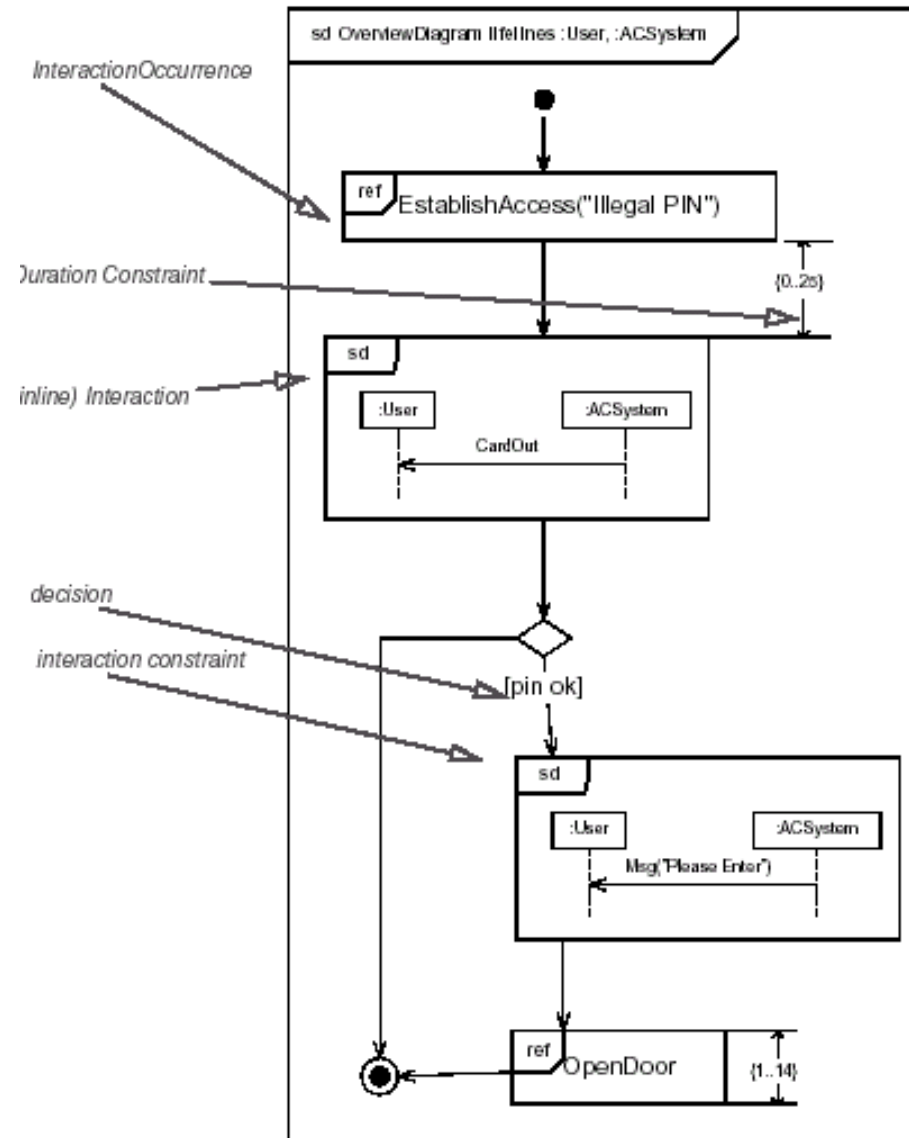 sd OverviewDiagram lifelines :User, :ACSystem
InteractionOccurrence
ref
EstablishAccess("Illegal PIN")
Duration Constraint
{0..25}
sd
inline) Interaction
:User
:ACSystem
CardOut
decision
interaction constraint
[pin ok]
sd
:User
:ACSystem
Msg("Please Enter")
ref
OpenDoor
{1..14}